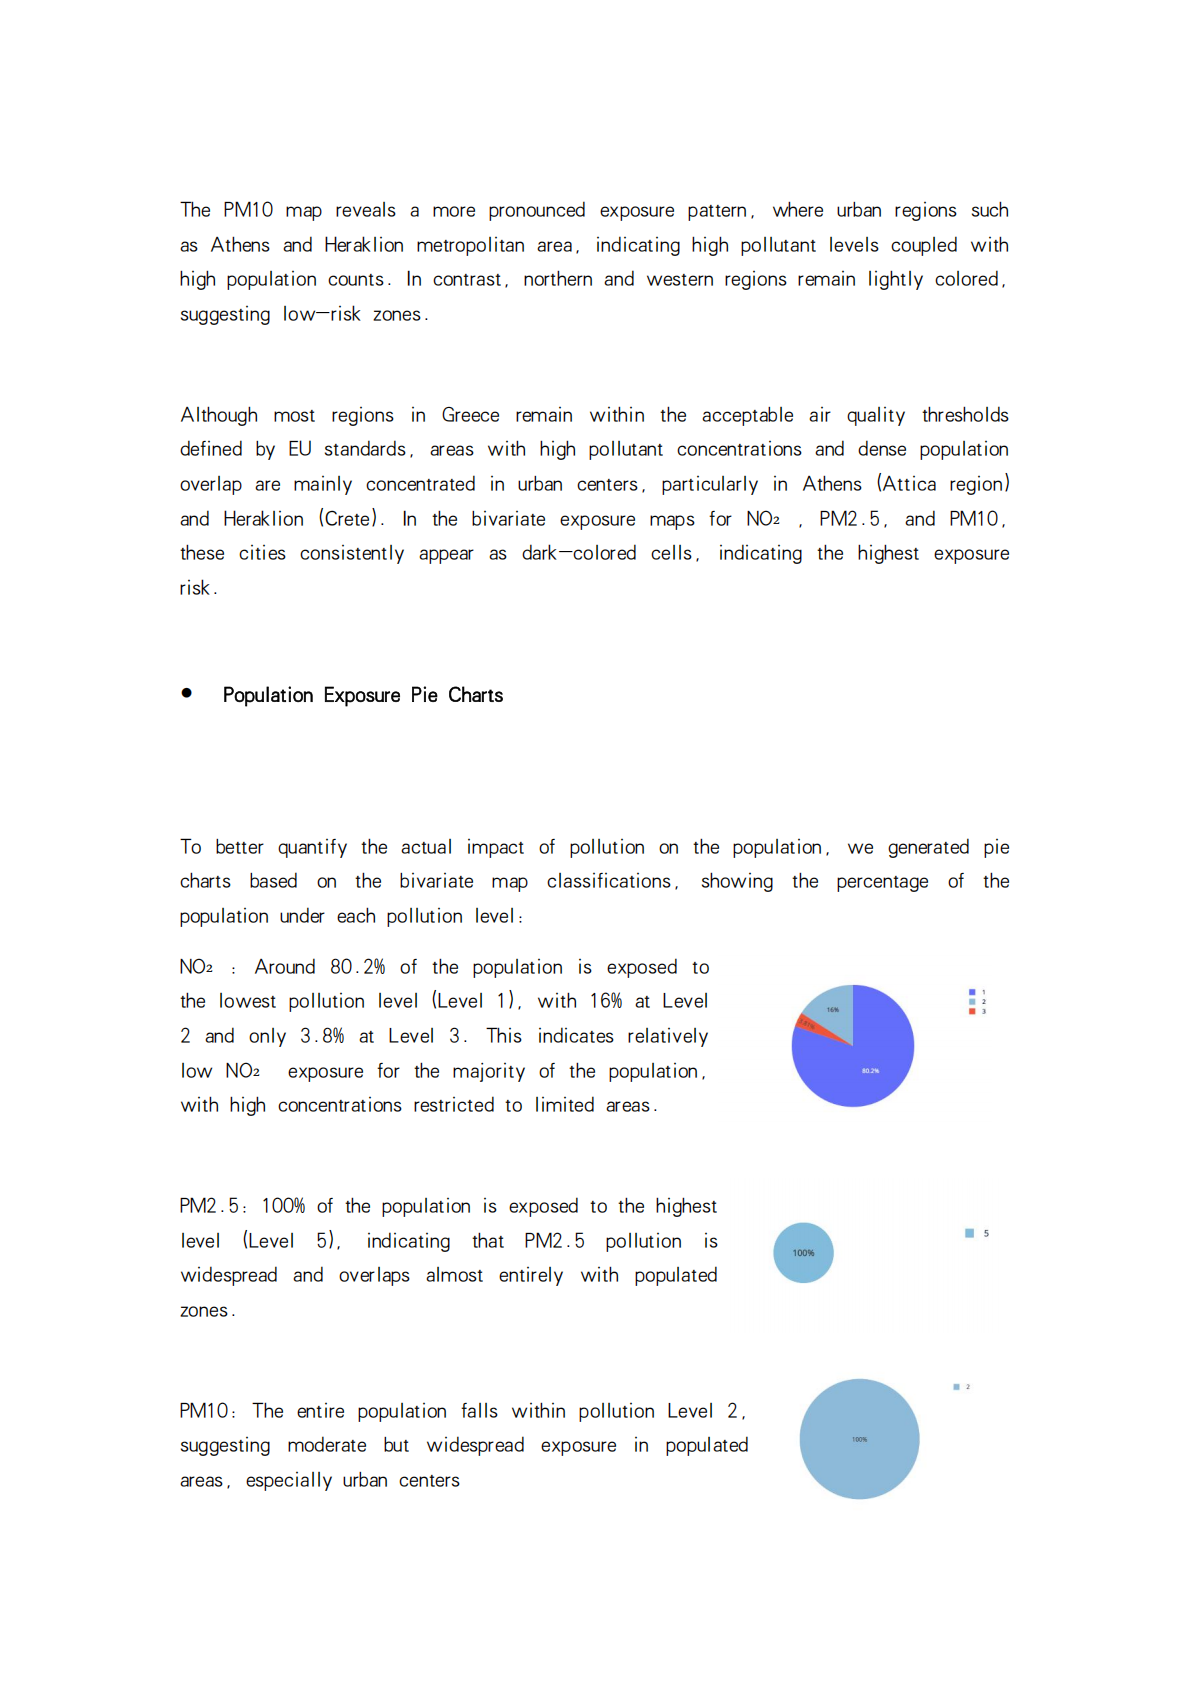 The PM10 map reveals a more pronounced exposure pattern, where urban regions such
as Athens and Heraklion metropolitan area, indicating high pollutant levels coupled with
high population counts. In contrast, northern and western regions remain lightly colored,
suggesting low-risk zones.
Although most regions in Greece remain within the acceptable air quality thresholds
defined by EU standards, areas with high pollutant concentrations and dense population
overlap are mainly concentrated in urban centers, particularly in Athens (Attica region)
and Heraklion (Crete). In the bivariate exposure maps for NO₂ , PM2.5, and PM10,
these cities consistently appear as dark-colored cells, indicating the highest exposure
risk.
● Population Exposure Pie Charts
To better quantify the actual impact of pollution on the population, we generated pie
charts based on the bivariate map classifications, showing the percentage of the
population under each pollution level:
NO₂ : Around 80.2% of the population is exposed to
the lowest pollution level (Level 1), with 16% at Level
2 and only 3.8% at Level 3. This indicates relatively
low NO₂ exposure for the majority of the population,
with high concentrations restricted to limited areas.
16%
80.2%
1
2
3
PM2.5: 100% of the population is exposed to the highest
level (Level 5), indicating that PM2.5 pollution is
widespread and overlaps almost entirely with populated
zones.
100%
5
PM10: The entire population falls within pollution Level 2,
suggesting moderate but widespread exposure in populated
areas, especially urban centers
100%
2